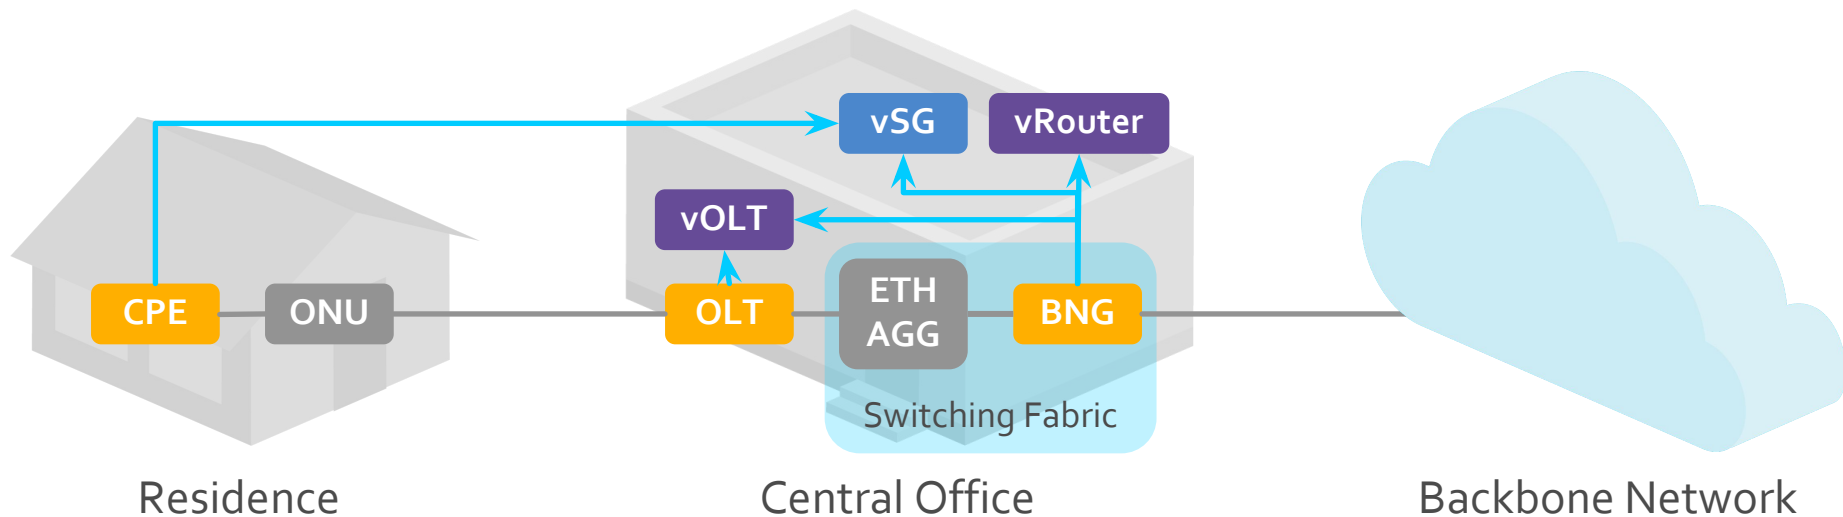 vSG
vRouter
vOLT
CPE
ONU
OLT
ETH
AGG
BNG
Switching Fabric
Residence
Central Office
Backbone Network